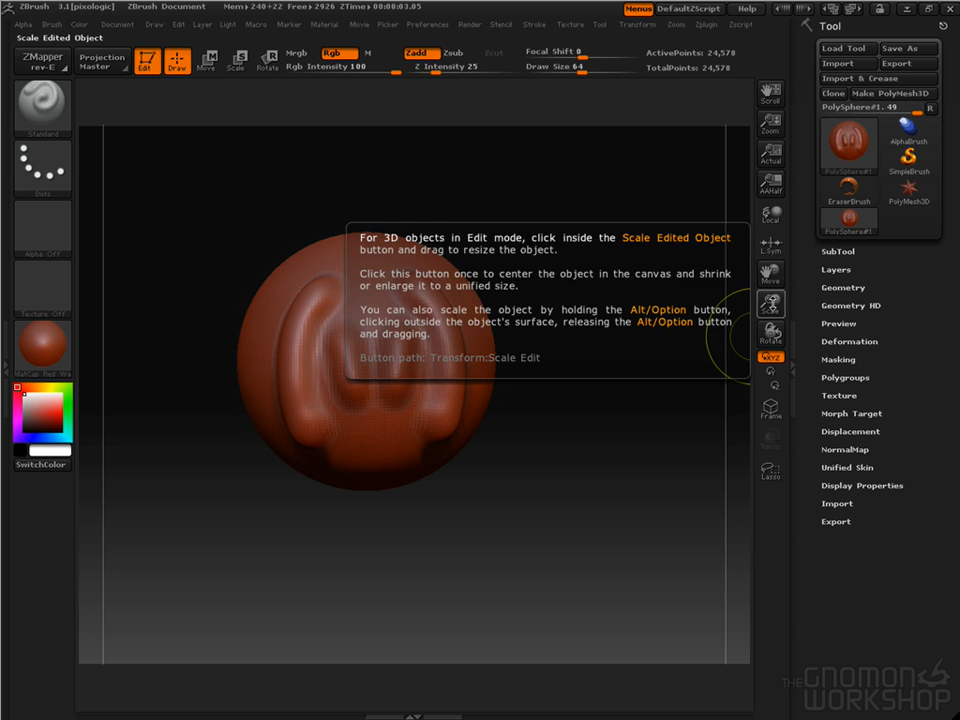 ZBrush 3.1[pixologic] ZBrush Document Mem▸240+22 Free▸2926 ZTime▸00:00:03.05 Menus DefaultZScript Help
Alpha Brush Color Document Draw Edit Layer Light Macro Marker Material Movie Picker Preferences Render Stencil Stroke Texture Tool Transform Zoom Zplugin Zscript
Scale Edited Object
ZMapper
rev-E
Projection
Master
Edit
Draw
Move
Scale
Rotate
Mrgb Rgb M
Rgb Intensity 100
Zadd Zsub Zcut
Z Intensity 25
Focal Shift 0
Draw Size 64
ActivePoints: 24,578
TotalPoints: 24,578
Standard
Dots
Alpha Off
Texture Off
MatCap Red Wa
SwitchColor
For 3D objects in Edit mode, click inside the Scale Edited Object
button and drag to resize the object.
Click this button once to center the object in the canvas and shrink
or enlarge it to a unified size.
You can also scale the object by holding the Alt/Option button,
clicking outside the object's surface, releasing the Alt/Option button
and dragging.
Button path: Transform:Scale Edit
Scroll
Zoom
Actual
AAHalf
Local
L.Sym
Move
Scale
Rotate
XYZ
Frame
Lasso
Tool
Load Tool Save As
Import Export
Import & Crease
Clone Make PolyMesh3D
PolySphere#1. 49 R
PolySphere#1
AlphaBrush
SimpleBrush
EraserBrush
PolyMesh3D
PolySphere#1
SubTool
Layers
Geometry
Geometry HD
Preview
Deformation
Masking
Polygroups
Texture
Morph Target
Displacement
NormalMap
Unified Skin
Display Properties
Import
Export
THE GNOMON
WORKSHOP